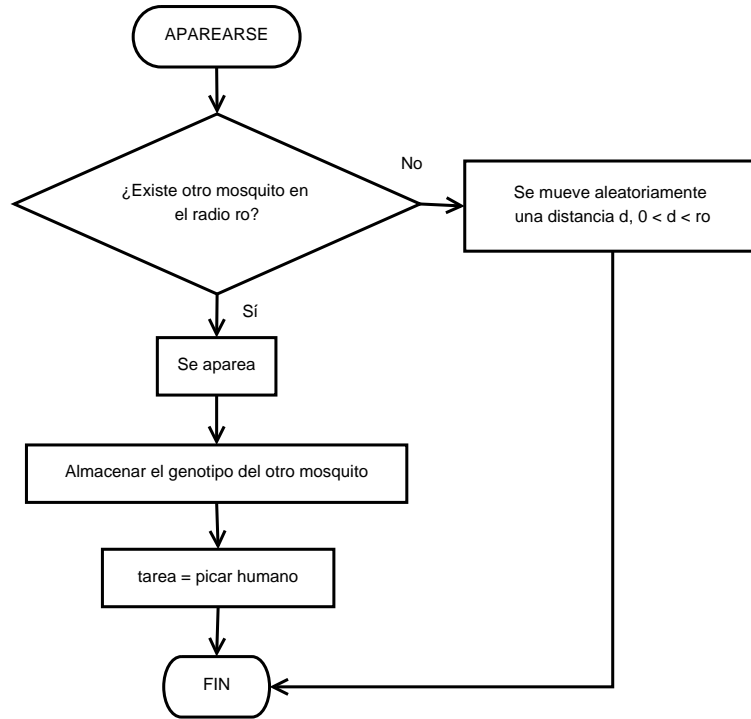 APAREARSE
¿Existe otro mosquito en
el radio ro?
No
Se mueve aleatoriamente
una distancia d, 0 < d < ro
Sí
Se aparea
Almacenar el genotipo del otro mosquito
tarea = picar humano
FIN